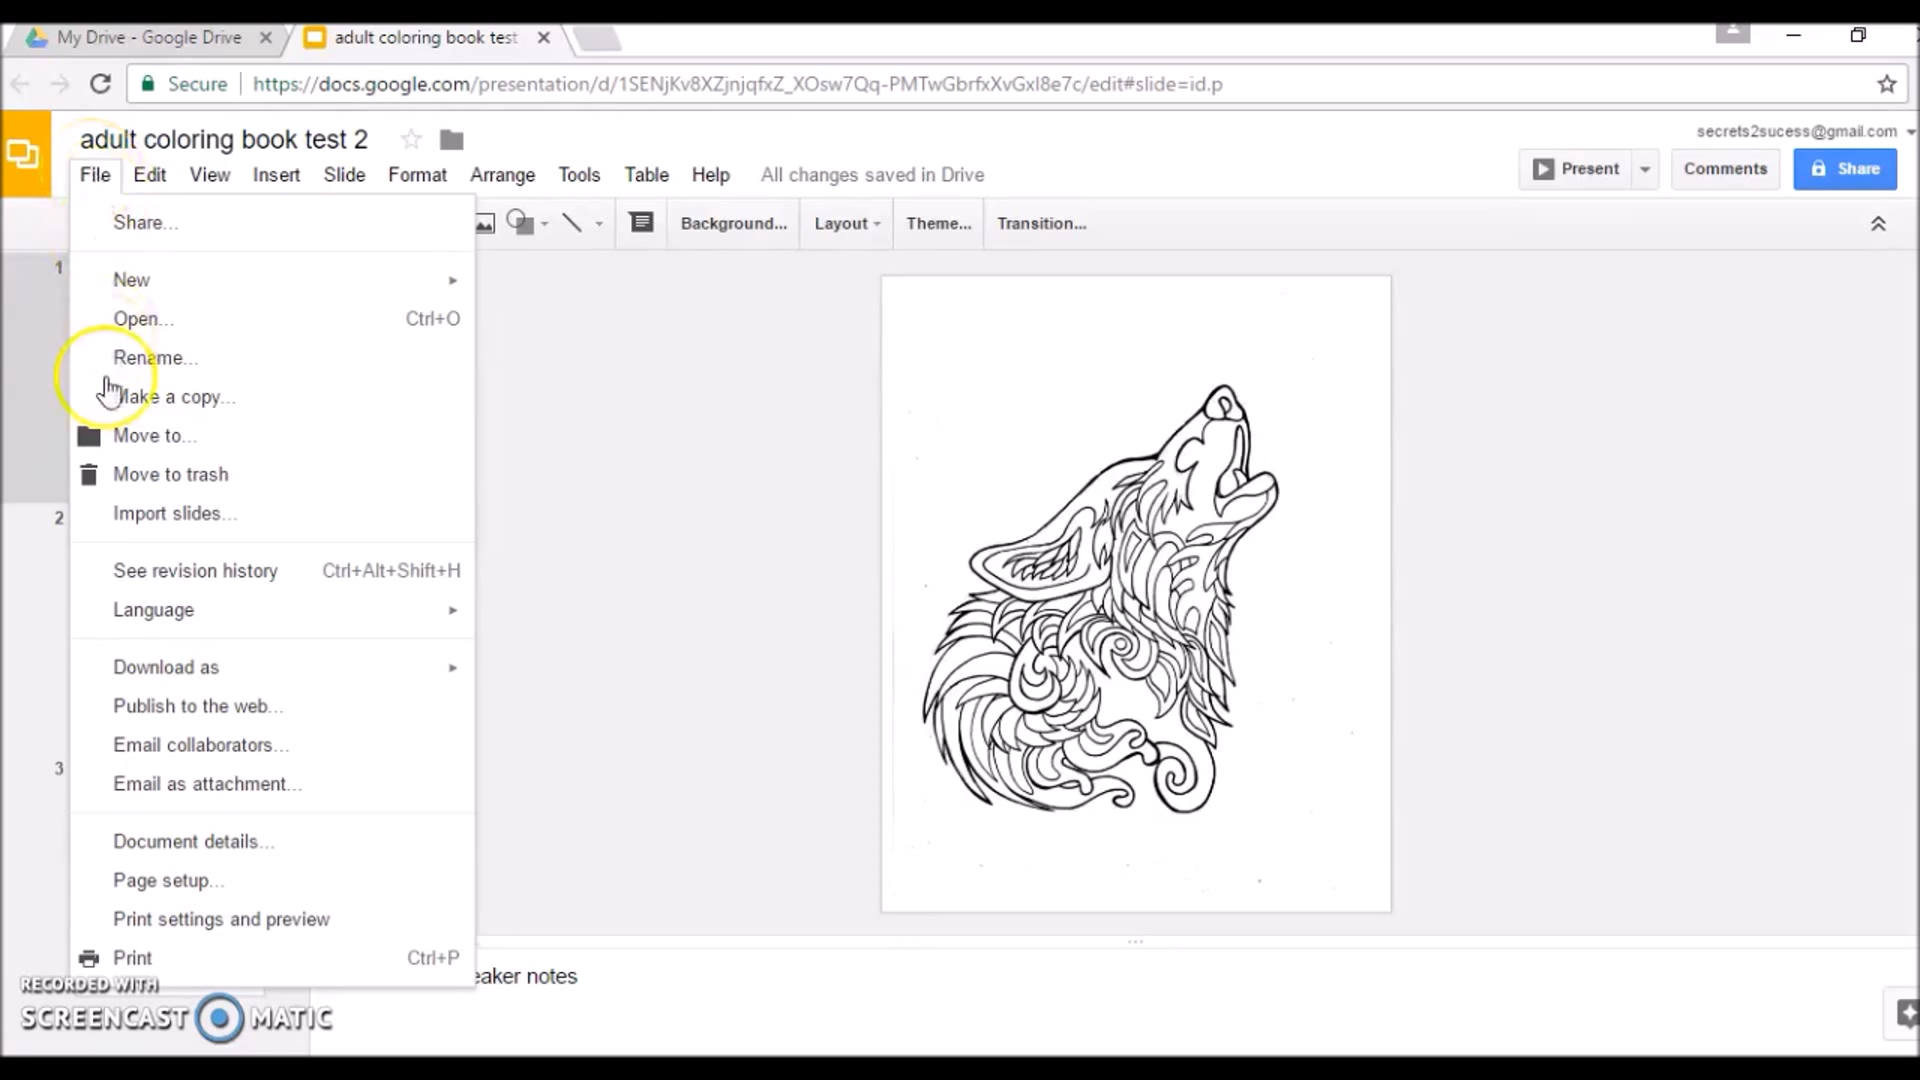 My Drive - Google Drive
adult coloring book test
Secure https://docs.google.com/presentation/d/1SENjKv8XZjnjqfxZ_XOsw7Qq-PMTwGbrfxXvGxl8e7c/edit#slide=id.p
adult coloring book test 2
secrets2sucess@gmail.com
File Edit View Insert Slide Format Arrange Tools Table Help All changes saved in Drive
Present Comments Share
Background... Layout Theme... Transition...
Share...
1
New
Open... Ctrl+O
Rename...
Make a copy...
Move to...
Move to trash
Import slides...
2
See revision history Ctrl+Alt+Shift+H
Language
Download as
Publish to the web...
Email collaborators...
3
Email as attachment...
Document details...
Page setup...
Print settings and preview
Print Ctrl+P
eaker notes
RECORDED WITH
SCREENCAST MATIC